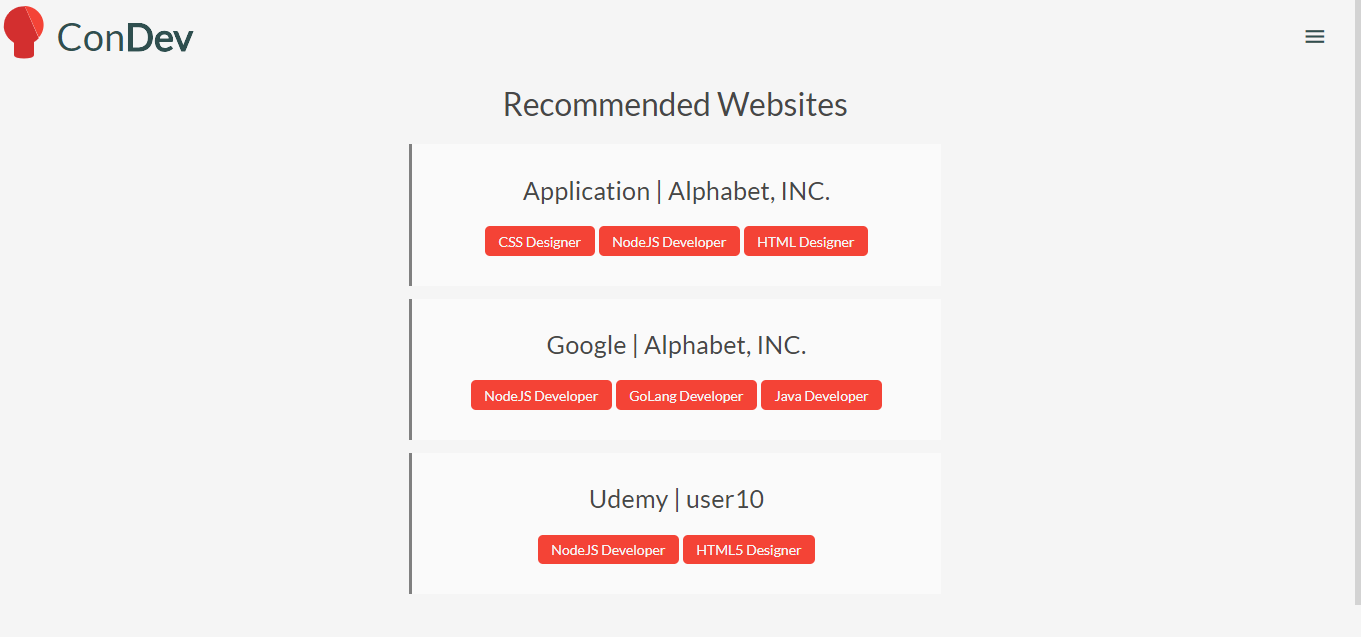 ConDev
Recommended Websites
Application | Alphabet, INC.
CSS Designer NodeJS Developer HTML Designer
Google | Alphabet, INC.
NodeJS Developer GoLang Developer Java Developer
Udemy | user10
NodeJS Developer HTML5 Designer